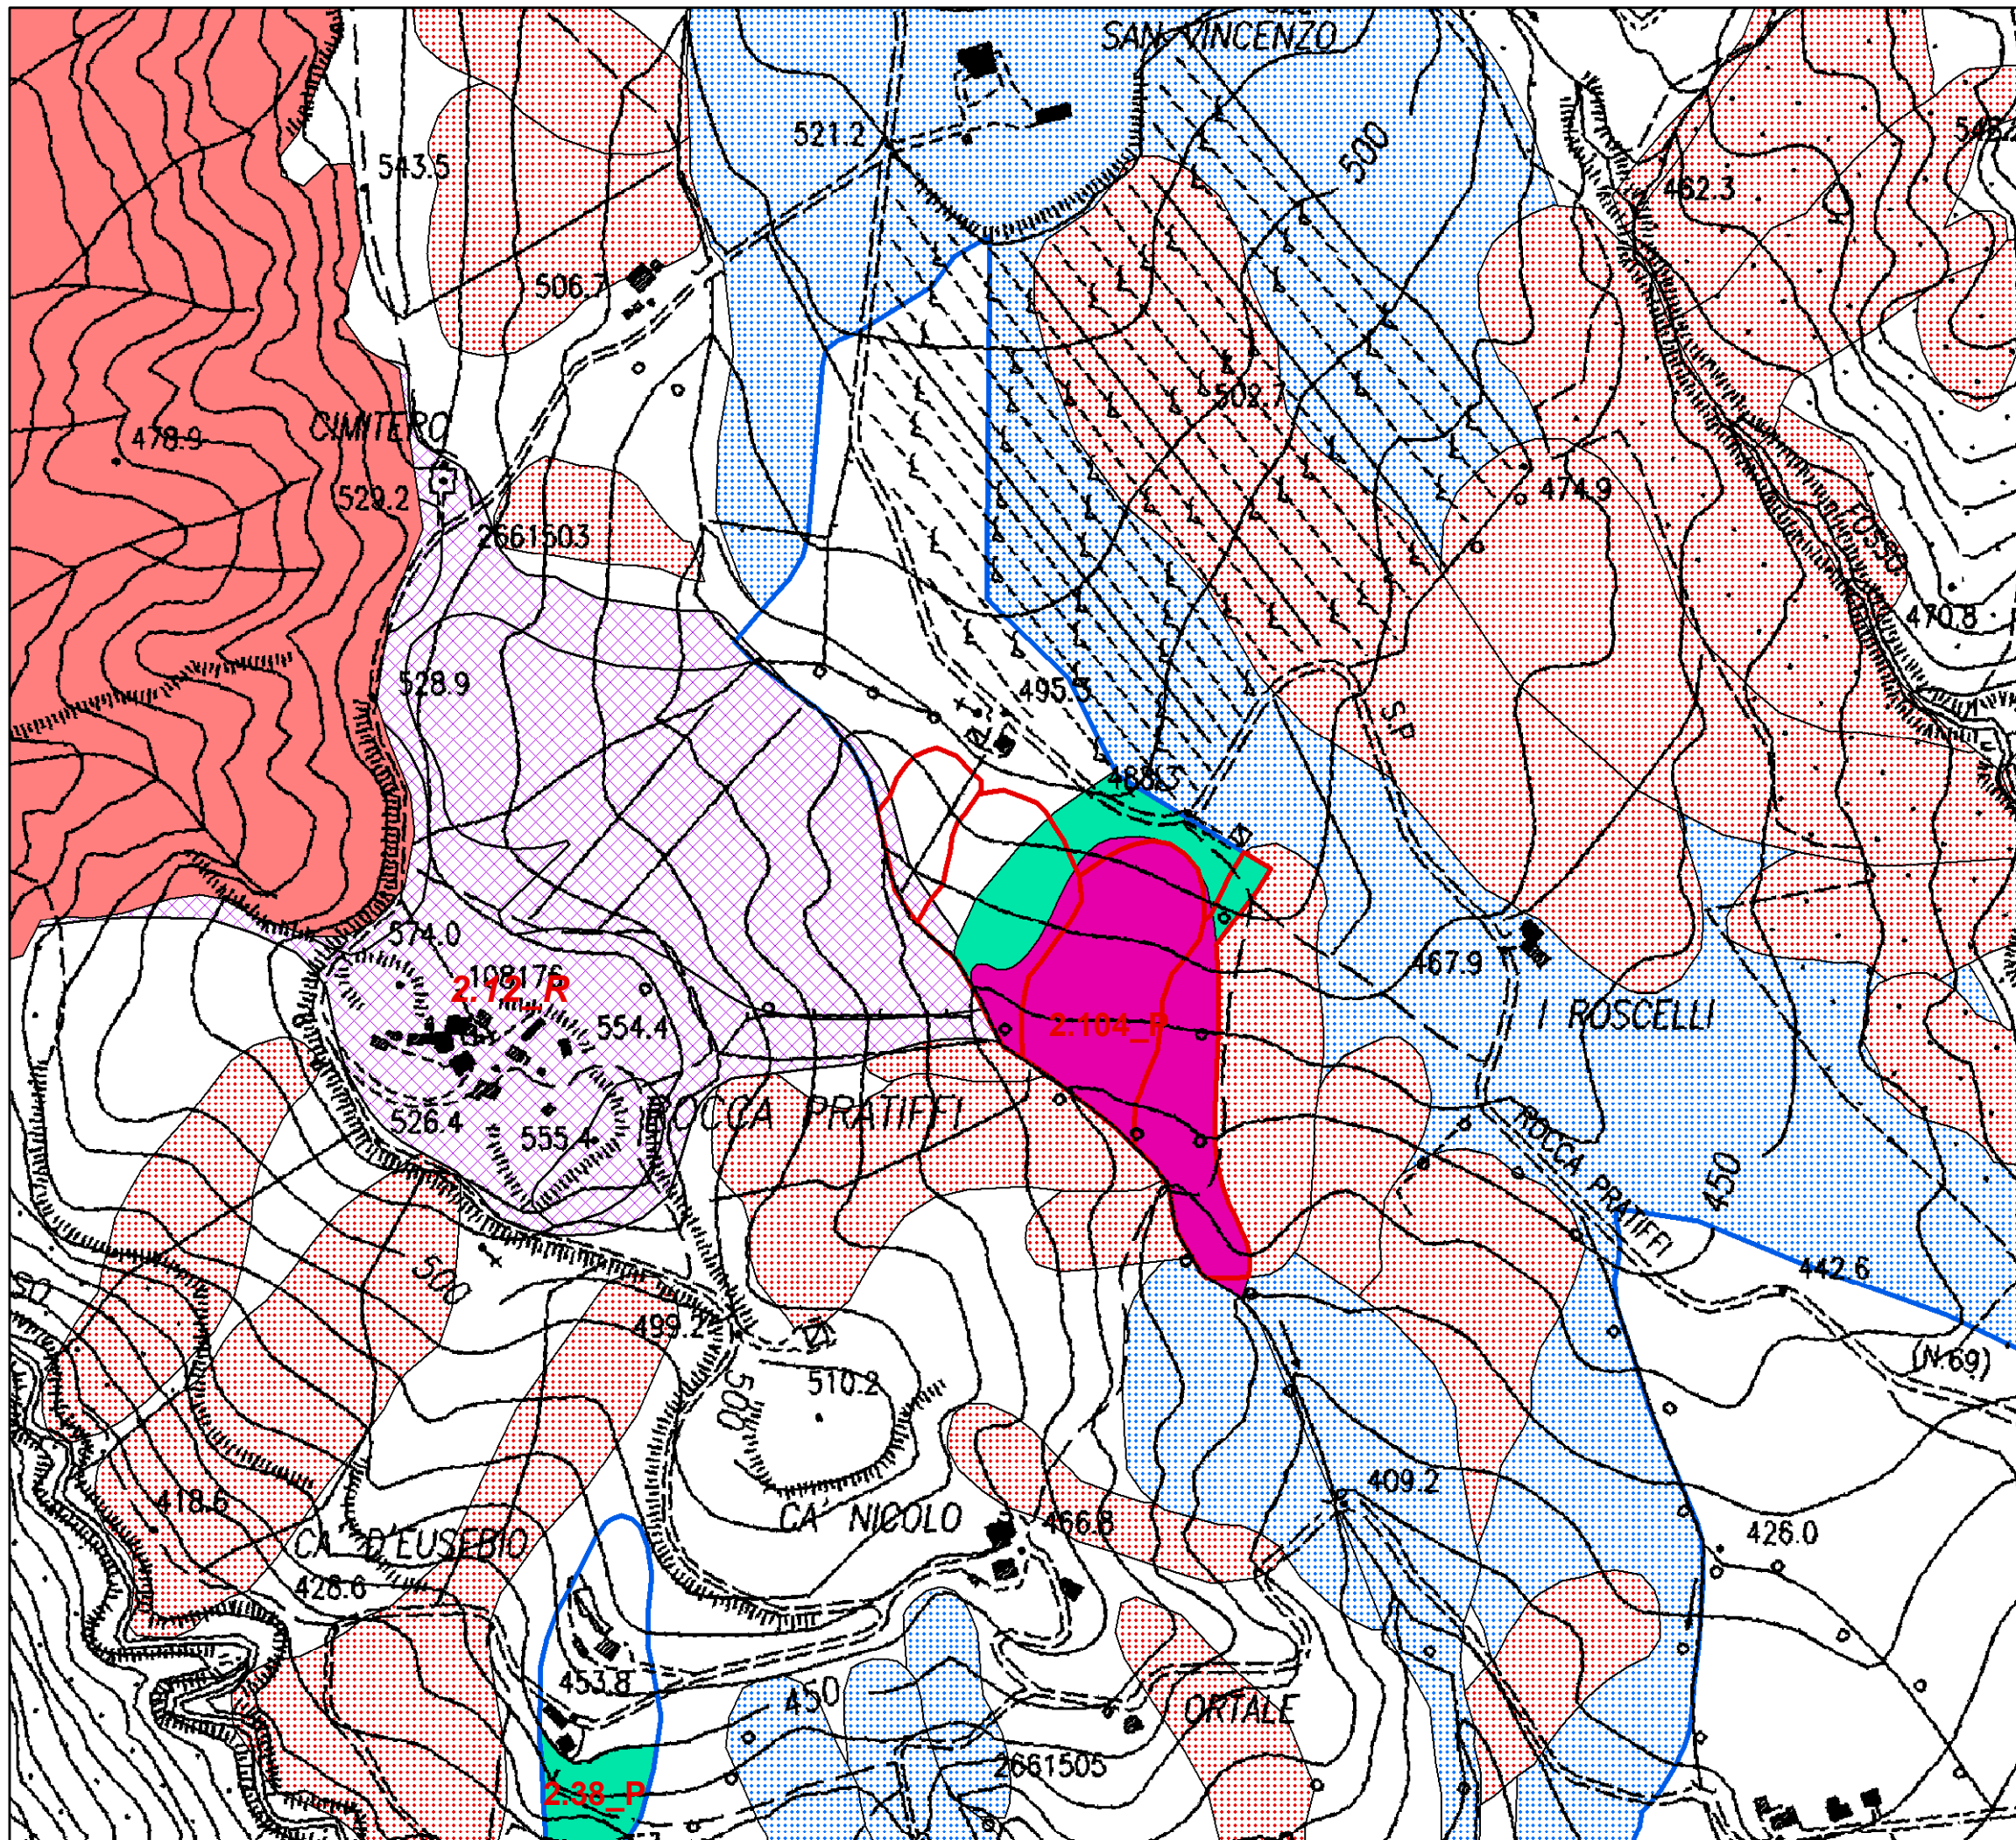 SAN VINCENZO
521.2
500
543.5
462.3
506.7
502.7
CIMITERO
478.9
529.2
474.9
2661503
FOSSO
470.8
528.9
495.3
S.P.
574.0
467.9
108176
2.12_R
554.4
I ROSCELLI
2.104_P
526.4
555.4
ROCCA PRATIFFI
ROCCA PRATIFFI
450
442.6
500
499.2
(N.69)
510.2
500
409.2
418.6
CA' NICOLO
466.8
426.0
CA' D'EUSEBIO
428.6
453.8
450
ORTALE
2661505
2.38_P